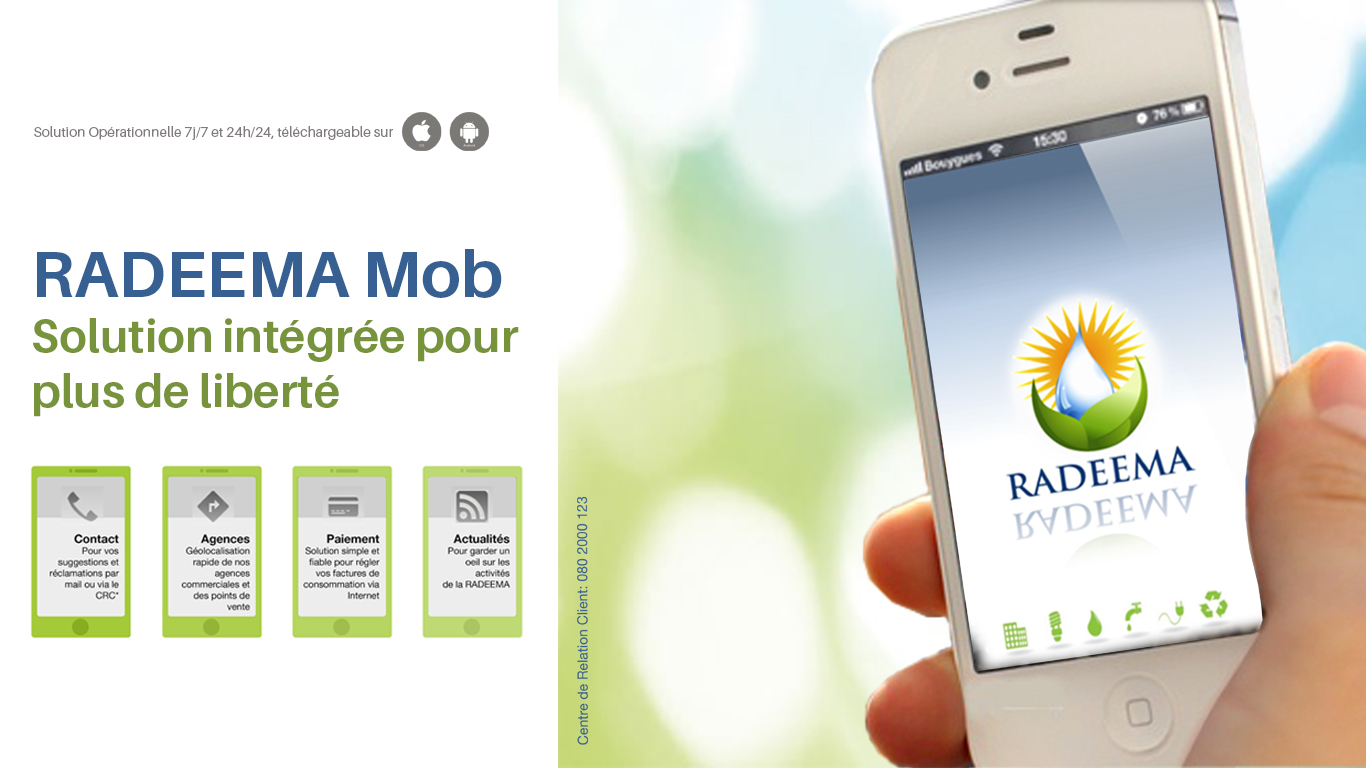 Solution Opérationnelle 7j/7 et 24h/24, téléchargeable sur
RADEEMA Mob
Solution intégrée pour
plus de liberté
Contact
Pour vos
suggestions et
réclamations par
mail ou via le
CRC*
Agences
Géolocalisation
rapide de nos
agences
commerciales et
des points de
vente
Paiement
Solution simple et
fiable pour régler
vos factures de
consommation via
Internet
Actualités
Pour garder un
oeil sur les
activités
de la RADEEMA
Centre de Relation Client: 080 2000 123
Bouygues 15:30 76 %
RADEEMA
RADEEMA